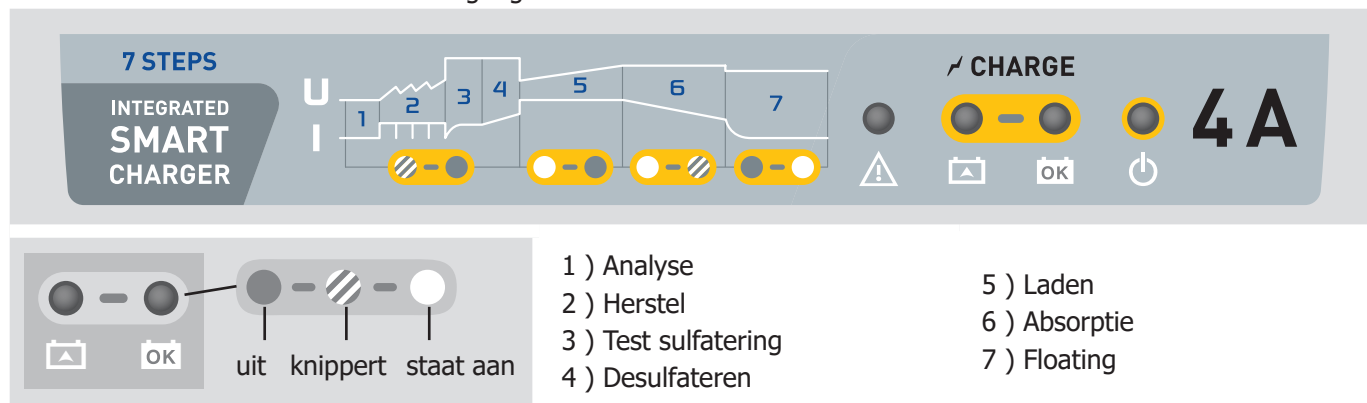 7 STEPS
INTEGRATED
SMART
CHARGER
U
I
1
2
3
4
5
6
7
CHARGE
OK
4 A
OK
uit knippert staat aan
1 ) Analyse
2 ) Herstel
3 ) Test sulfatering
4 ) Desulfateren
5 ) Laden
6 ) Absorptie
7 ) Floating